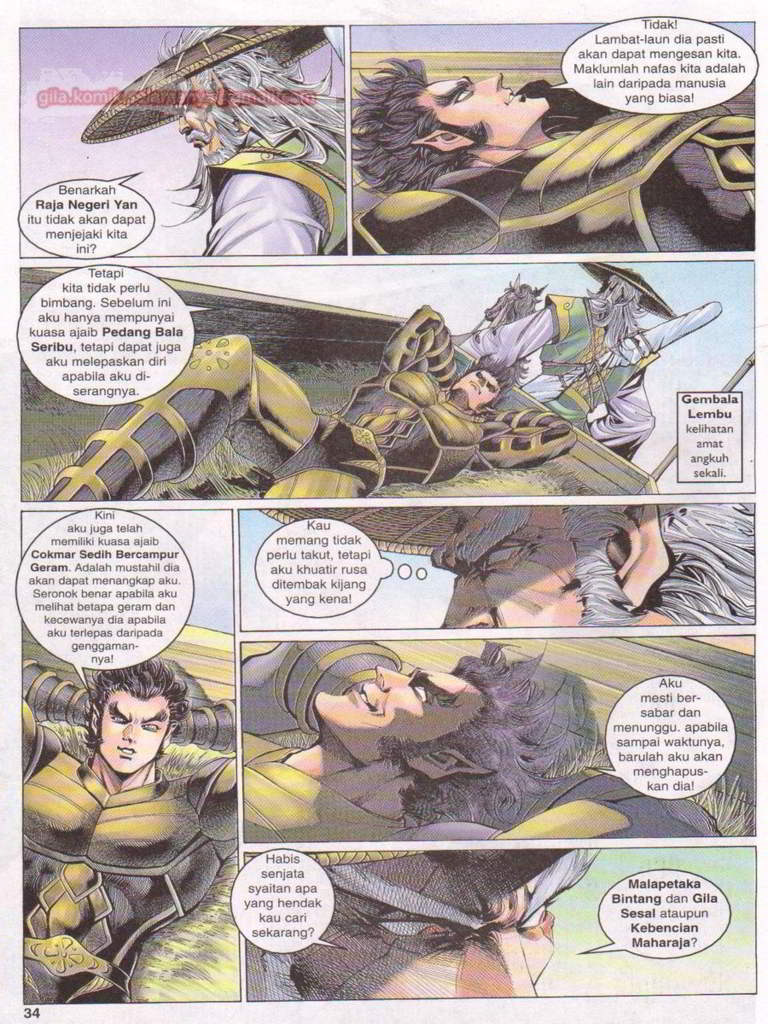 Benarkah
Raja Negeri Yan
itu tidak akan dapat
menjejaki kita
ini?
Tidak!
Lambat-laun dia pasti
akan dapat mengesan kita.
Maklumlah nafas kita adalah
lain daripada manusia
yang biasa!
Tetapi
kita tidak perlu
bimbang. Sebelum ini
aku hanya mempunyai
kuasa ajaib Pedang Bala
Seribu, tetapi dapat juga
aku melepaskan diri
apabila aku di-
serangnya.
Gembala
Lembu
kelihatan
amat
angkuh
sekali.
Kini
aku juga telah
memiliki kuasa ajaib
Cokmar Sedih Bercampur
Geram. Adalah mustahil dia
akan dapat menangkap aku.
Seronok benar apabila aku
melihat betapa geram dan
kecewanya dia apabila
aku terlepas daripada
genggaman-
nya!
Kau
memang tidak
perlu takut, tetapi
aku khuatir rusa
ditembak kijang
yang kena!
Aku
mesti ber-
sabar dan
menunggu. apabila
sampai waktunya,
barulah aku akan
menghapus-
kan dia!
Habis
senjata
syaitan apa
yang hendak
kau cari
sekarang?
Malapetaka
Bintang dan Gila
Sesal ataupun
Kebencian
Maharaja?
34